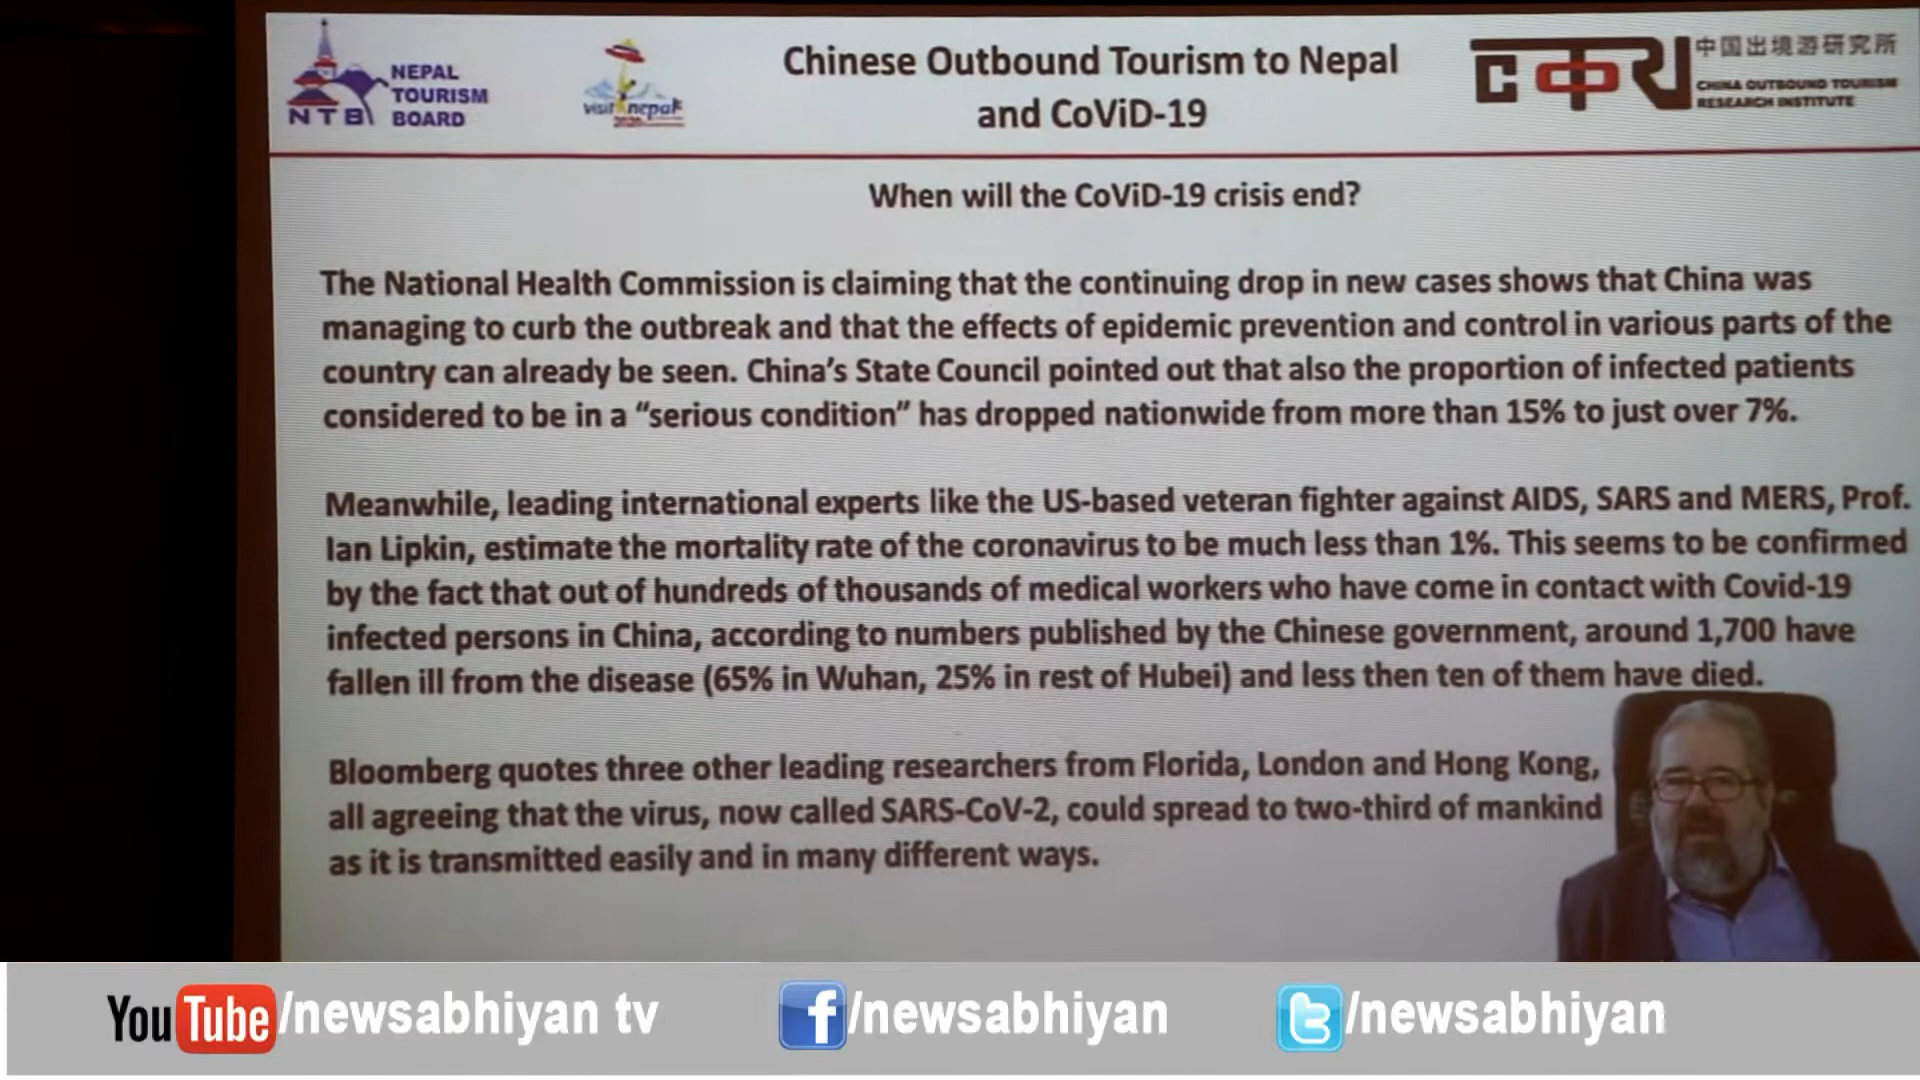 NTB
NEPAL
TOURISM
BOARD
visit nepal
2020
Chinese Outbound Tourism to Nepal
and CoViD-19
中国出境游研究所
CHINA OUTBOUND TOURISM
RESEARCH INSTITUTE
When will the CoViD-19 crisis end?
The National Health Commission is claiming that the continuing drop in new cases shows that China was
managing to curb the outbreak and that the effects of epidemic prevention and control in various parts of the
country can already be seen. China's State Council pointed out that also the proportion of infected patients
considered to be in a “serious condition” has dropped nationwide from more than 15% to just over 7%.
Meanwhile, leading international experts like the US-based veteran fighter against AIDS, SARS and MERS, Prof.
Ian Lipkin, estimate the mortality rate of the coronavirus to be much less than 1%. This seems to be confirmed
by the fact that out of hundreds of thousands of medical workers who have come in contact with Covid-19
infected persons in China, according to numbers published by the Chinese government, around 1,700 have
fallen ill from the disease (65% in Wuhan, 25% in rest of Hubei) and less then ten of them have died.
Bloomberg quotes three other leading researchers from Florida, London and Hong Kong,
all agreeing that the virus, now called SARS-CoV-2, could spread to two-third of mankind
as it is transmitted easily and in many different ways.
YouTube/newsabhiyan tv
f/newsabhiyan
t/newsabhiyan